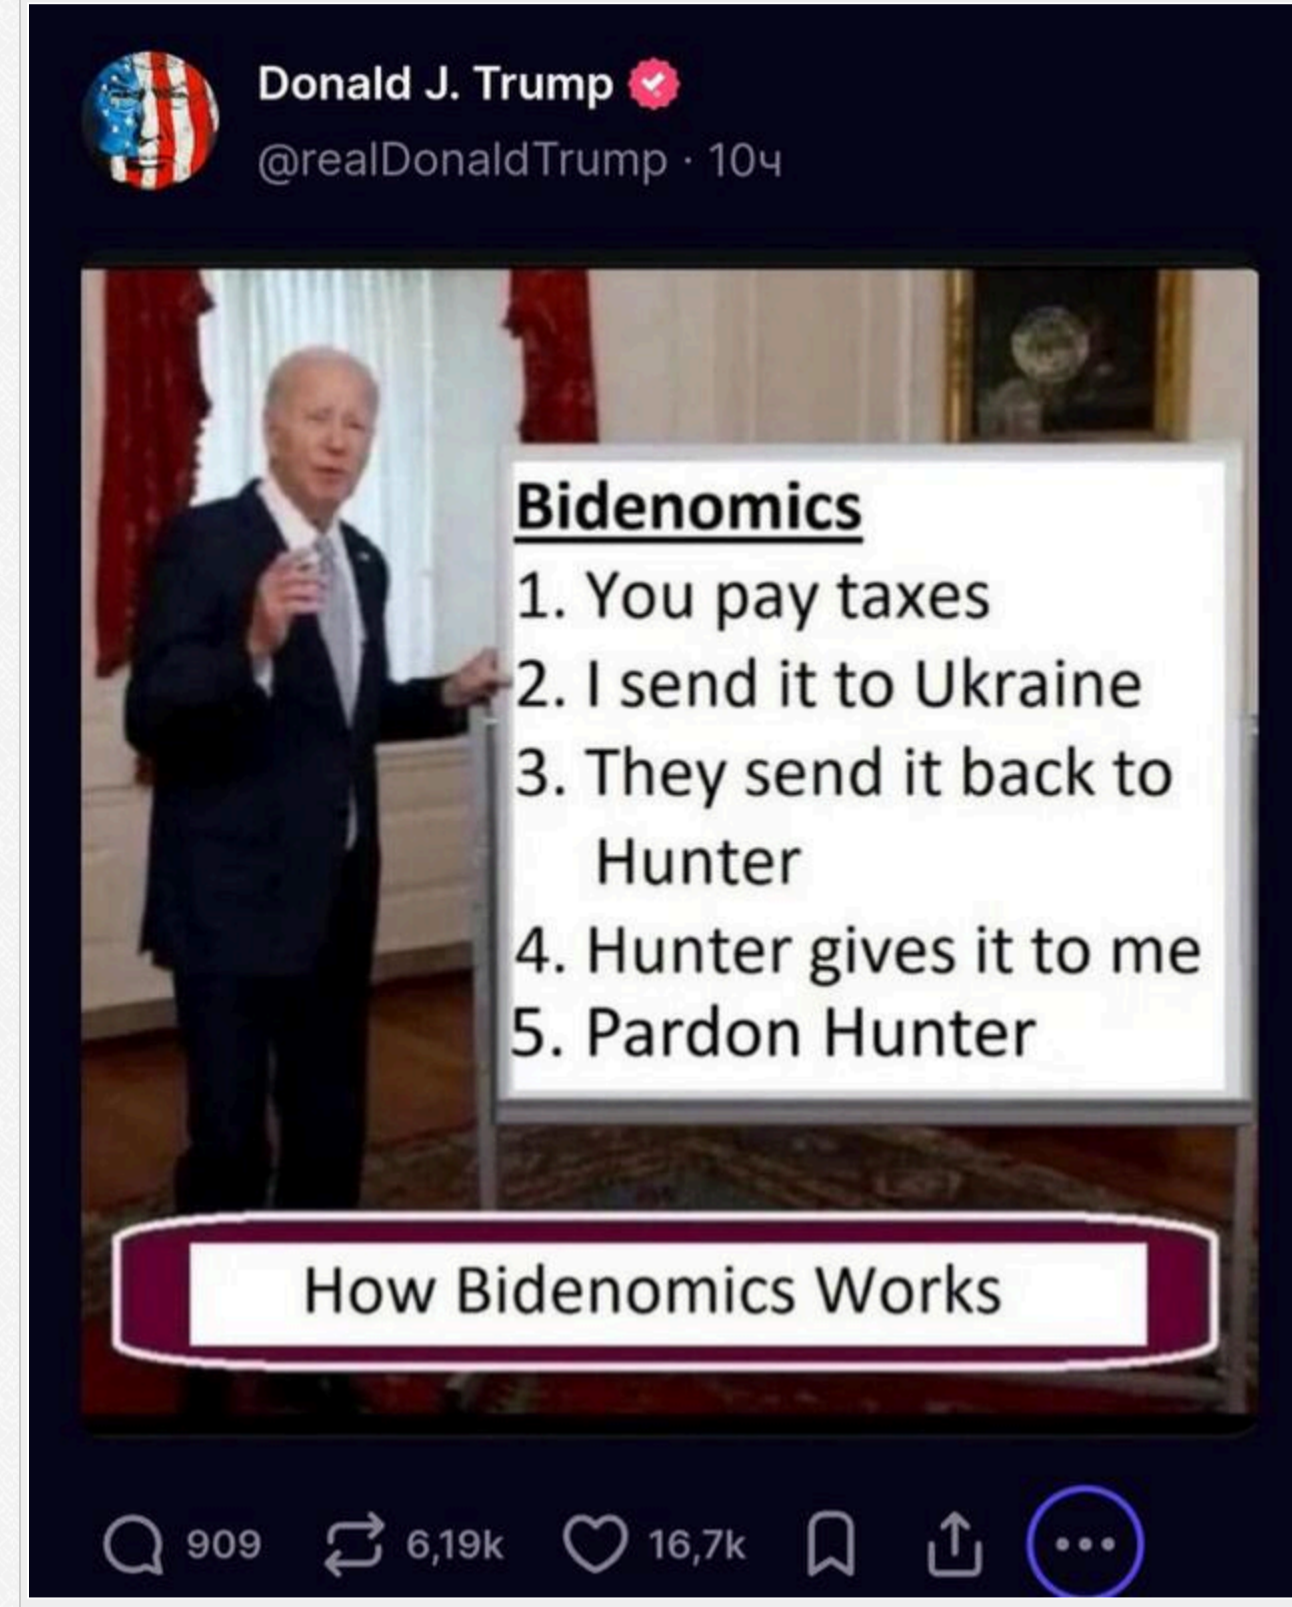 Donald J. Trump
@realDonaldTrump · 10ч
Bidenomics
1. You pay taxes
2. I send it to Ukraine
3. They send it back to
Hunter
4. Hunter gives it to me
5. Pardon Hunter
How Bidenomics Works
909 6,19k 16,7k